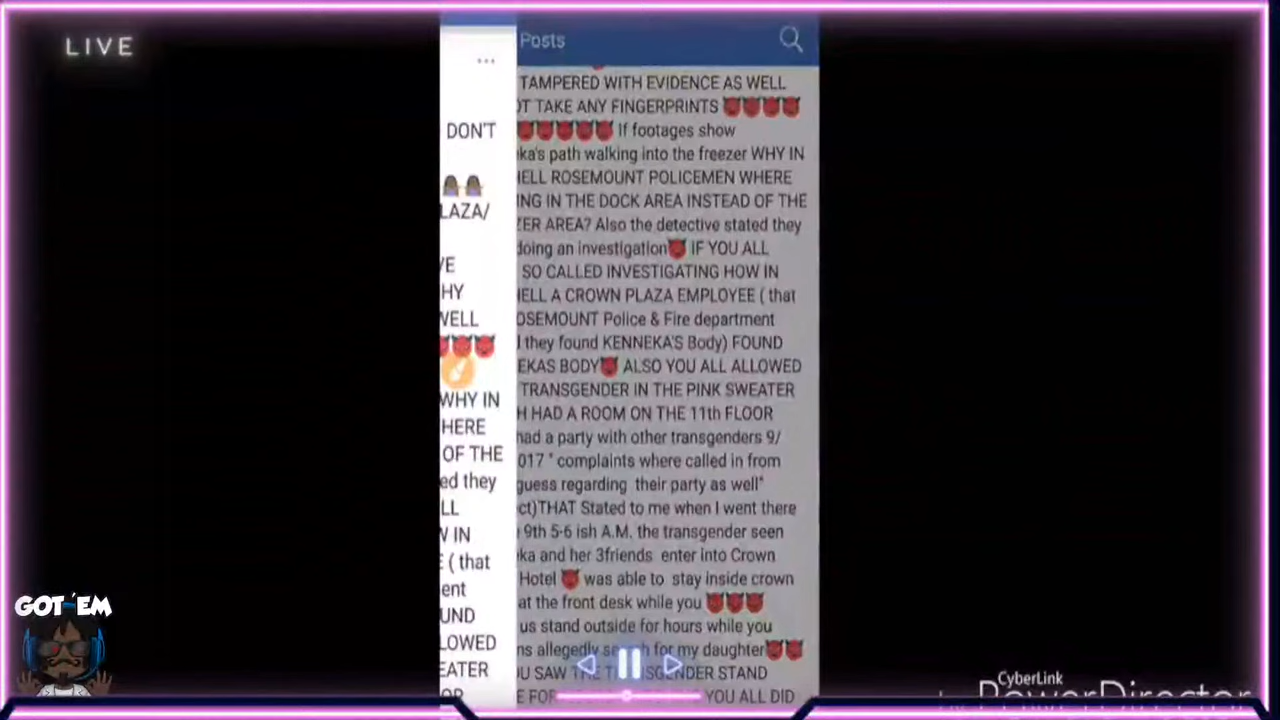 LIVE
...
DON'T
LAZA/
VE
HY
WELL
WHY IN
HERE
OF THE
ed they
LL
W IN
E ( that
ent
UND
LOWED
EATER
OR
Posts
TAMPERED WITH EVIDENCE AS WELL
OT TAKE ANY FINGERPRINTS 👹👹👹👹
👹👹👹👹👹 If footages show
ka's path walking into the freezer WHY IN
HELL ROSEMOUNT POLICEMEN WHERE
ING IN THE DOCK AREA INSTEAD OF THE
ZER AREA? Also the detective stated they
doing an investigation👹 IF YOU ALL
SO CALLED INVESTIGATING HOW IN
HELL A CROWN PLAZA EMPLOYEE ( that
OSEMOUNT Police & Fire department
they found KENNEKA'S Body) FOUND
EKAS BODY👹 ALSO YOU ALL ALLOWED
TRANSGENDER IN THE PINK SWEATER
H HAD A ROOM ON THE 11th FLOOR
had a party with other transgenders 9/
017 " complaints where called in from
guess regarding their party as well"
ct)THAT Stated to me when I went there
9th 5-6 ish A.M. the transgender seen
ka and her 3friends enter into Crown
Hotel 👹 was able to stay inside crown
at the front desk while you 👹👹👹
us stand outside for hours while you
ns allegedly search for my daughter👹👹
OU SAW THE TRANSGENDER STAND
E FOR YOU ALL DID
GOT 'EM
CyberLink
PowerDirector